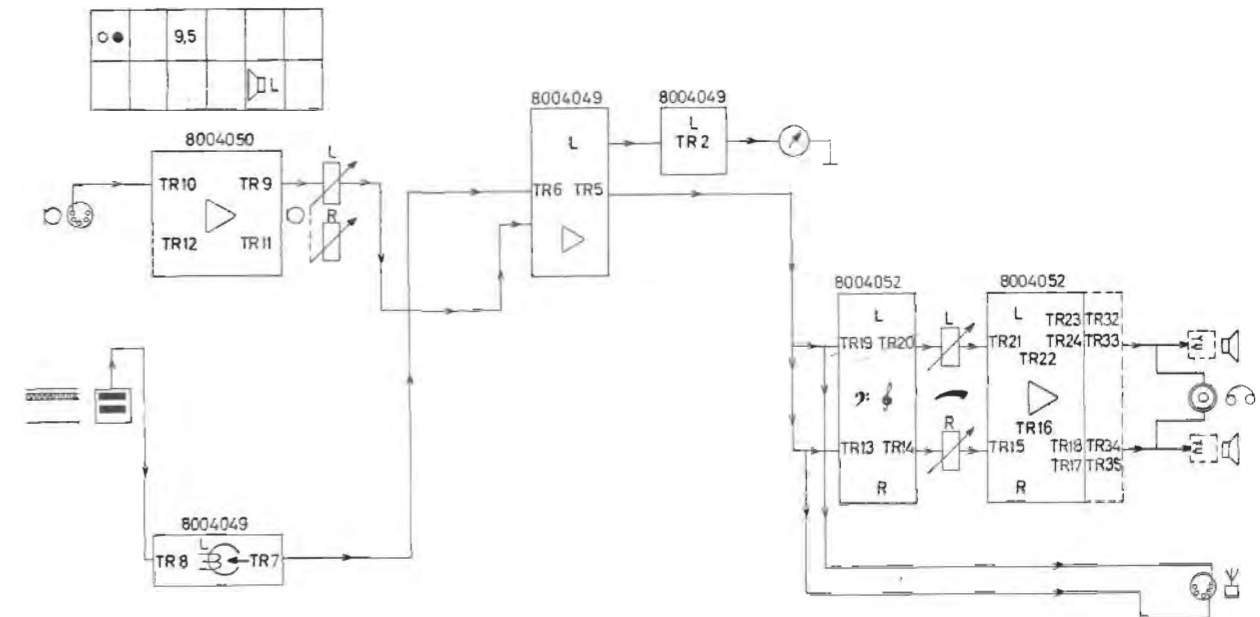 9,5
L
8004049
8004049
L
L
TR2
8004050
L
TR10 TR9
TR6 TR5
R
TR12 TR11
8004052
8004052
L
L
L
TR23 TR32
TR19 TR20
TR21
TR24 TR33
TR22
TR16
R
TR13 TR14
TR15
TR18 TR34
TR17 TR35
R
R
8004049
L
TR8 TR7